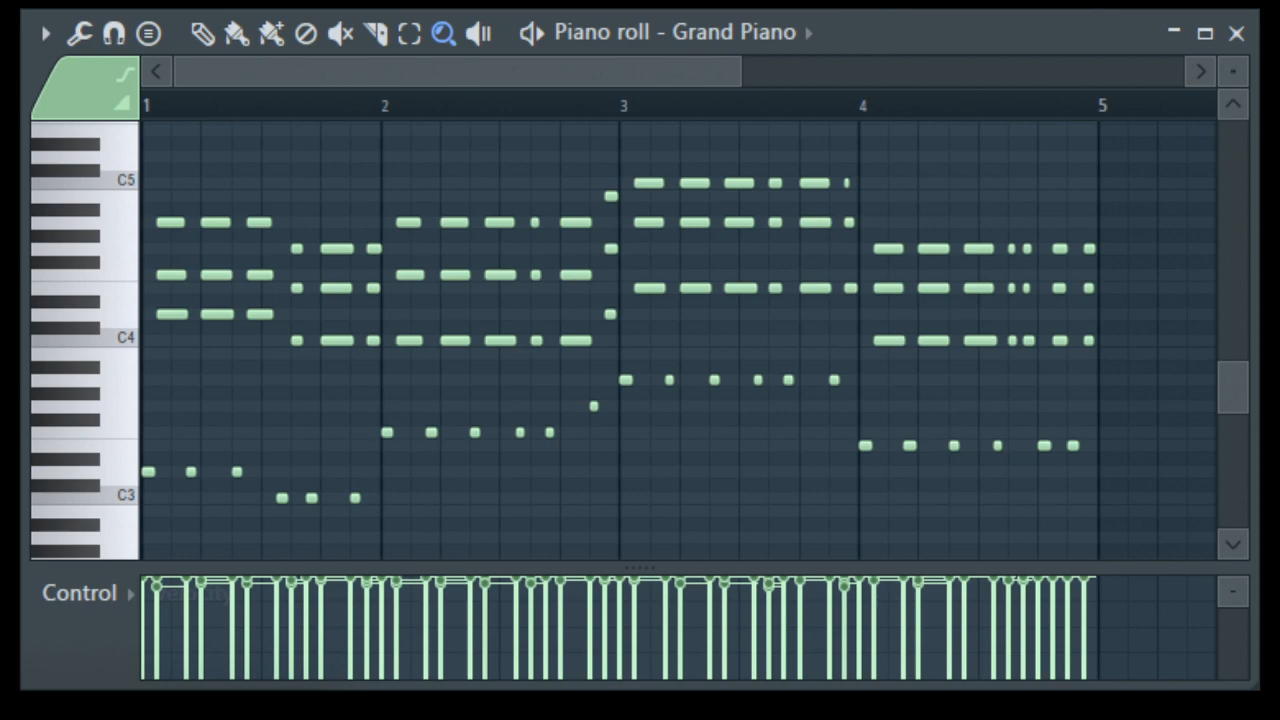 Piano roll - Grand Piano
1 2 3 4 5
C5
C4
C3
Control